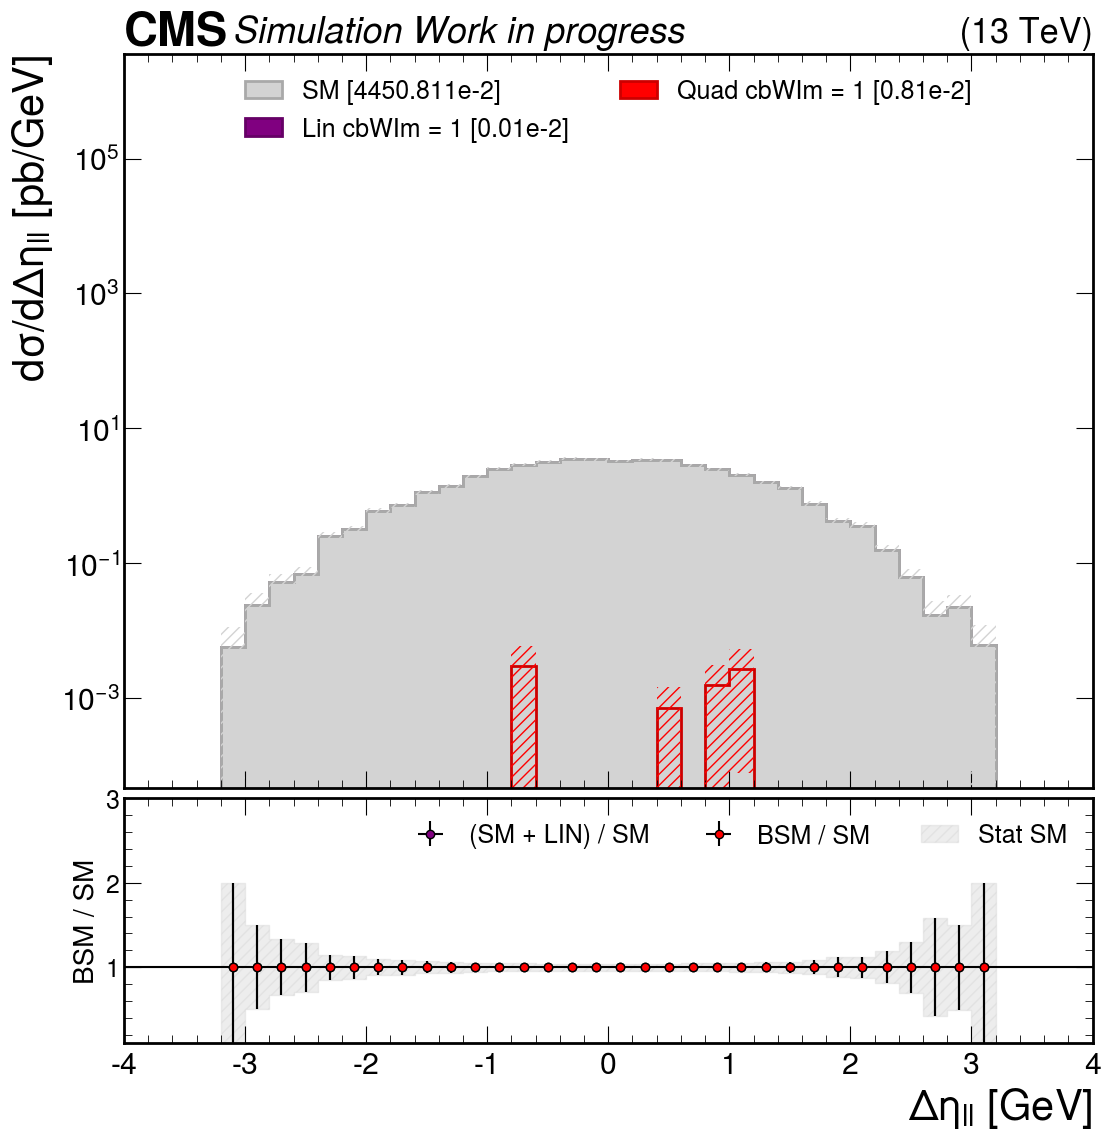 CMS Simulation Work in progress (13 TeV)
dσ/dΔη_ll [pb/GeV]
SM [4450.811e-2]
Quad cbWIm = 1 [0.81e-2]
Lin cbWIm = 1 [0.01e-2]
10^5
10^3
10^1
10^−1
10^−3
(SM + LIN) / SM
BSM / SM
Stat SM
BSM / SM
3
2
1
-4 -3 -2 -1 0 1 2 3 4
Δη_ll [GeV]